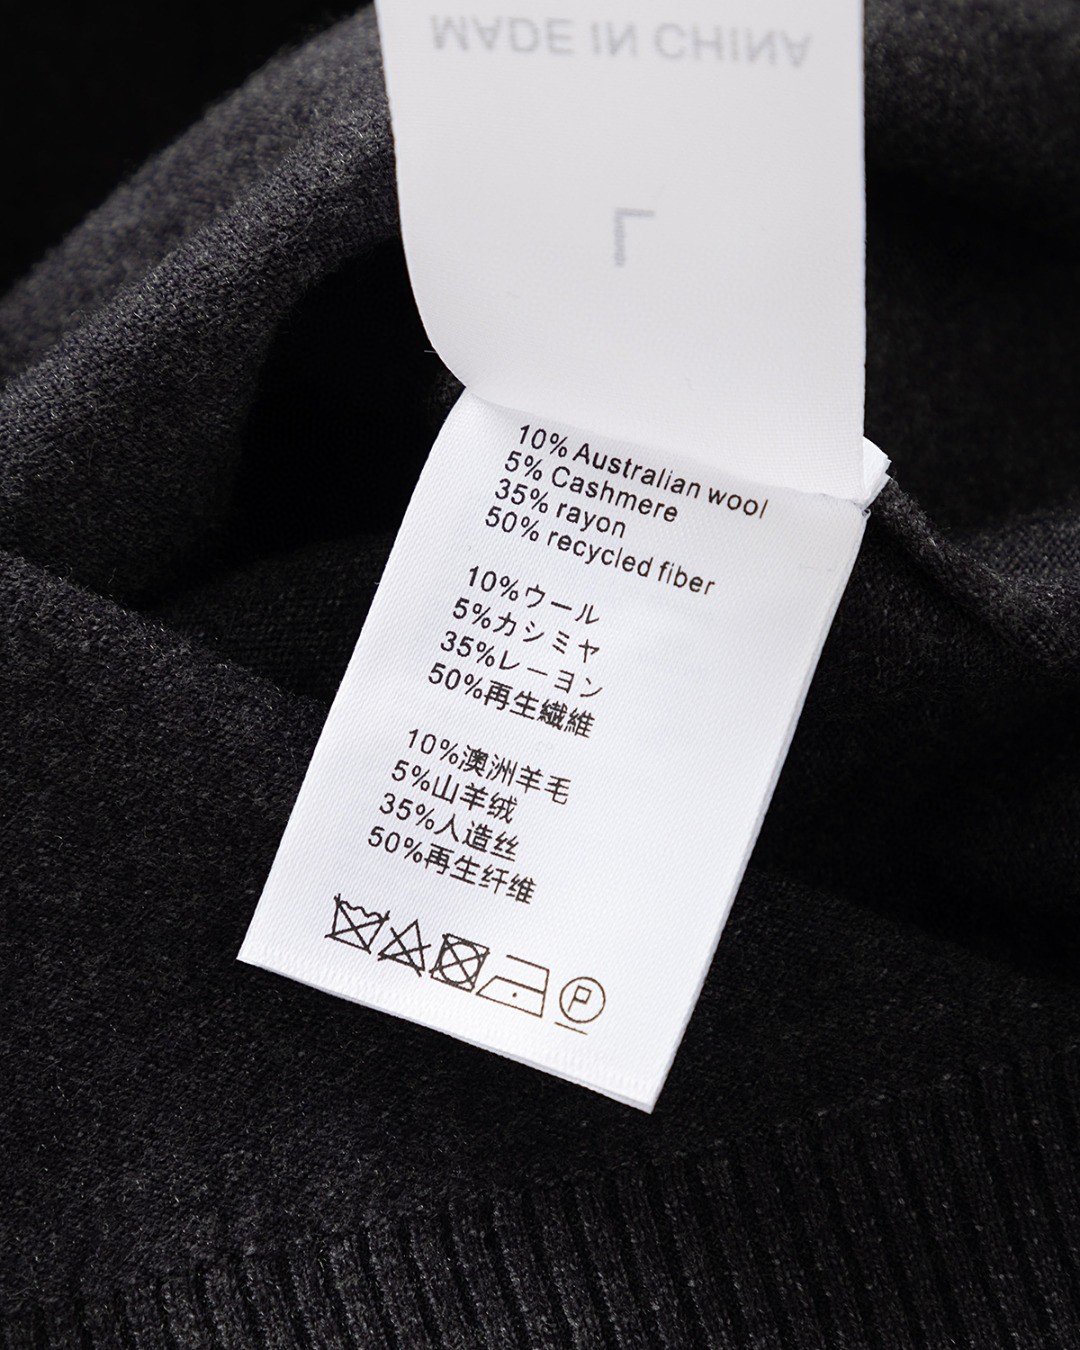 MADE IN CHINA
L
10% Australian wool
5% Cashmere
35% rayon
50% recycled fiber
10%ウール
5%カシミヤ
35%レーヨン
50%再生繊維
10%澳洲羊毛
5%山羊绒
35%人造丝
50%再生纤维
P